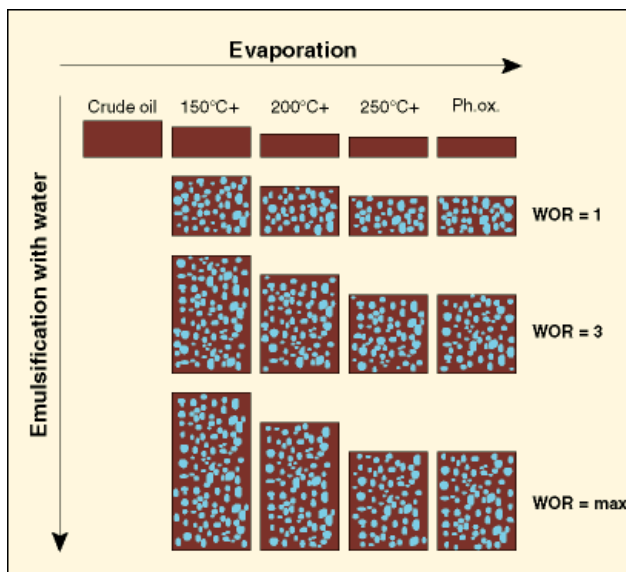 Evaporation
Crude oil 150°C+ 200°C+ 250°C+ Ph.ox.
Emulsification with water
WOR = 1
WOR = 3
WOR = max